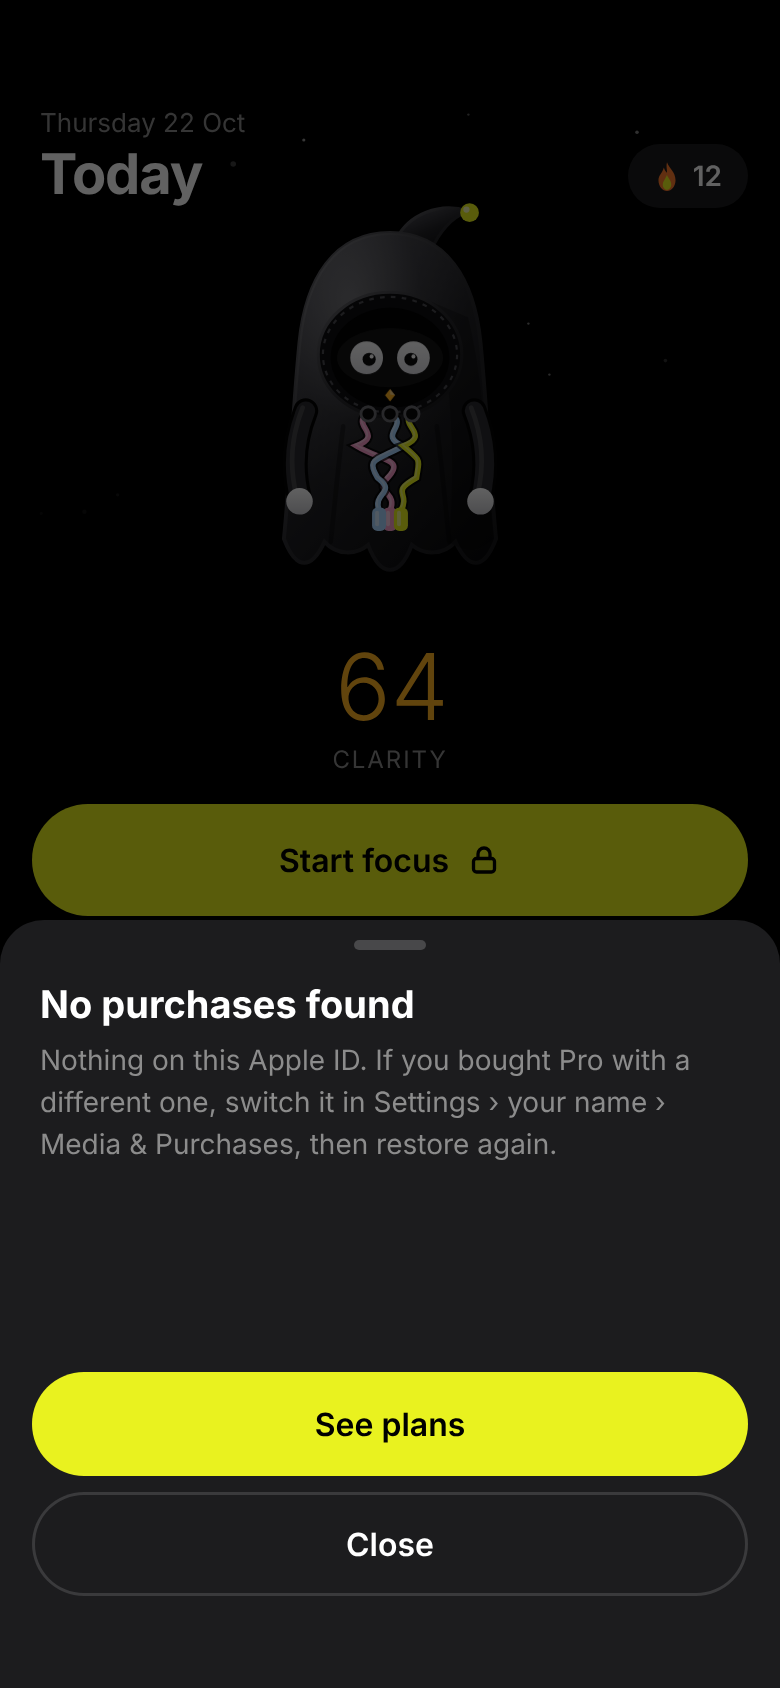 Thursday 22 Oct
Today
12
64
CLARITY
Start focus
No purchases found
Nothing on this Apple ID. If you bought Pro with a
different one, switch it in Settings › your name ›
Media & Purchases, then restore again.
See plans
Close